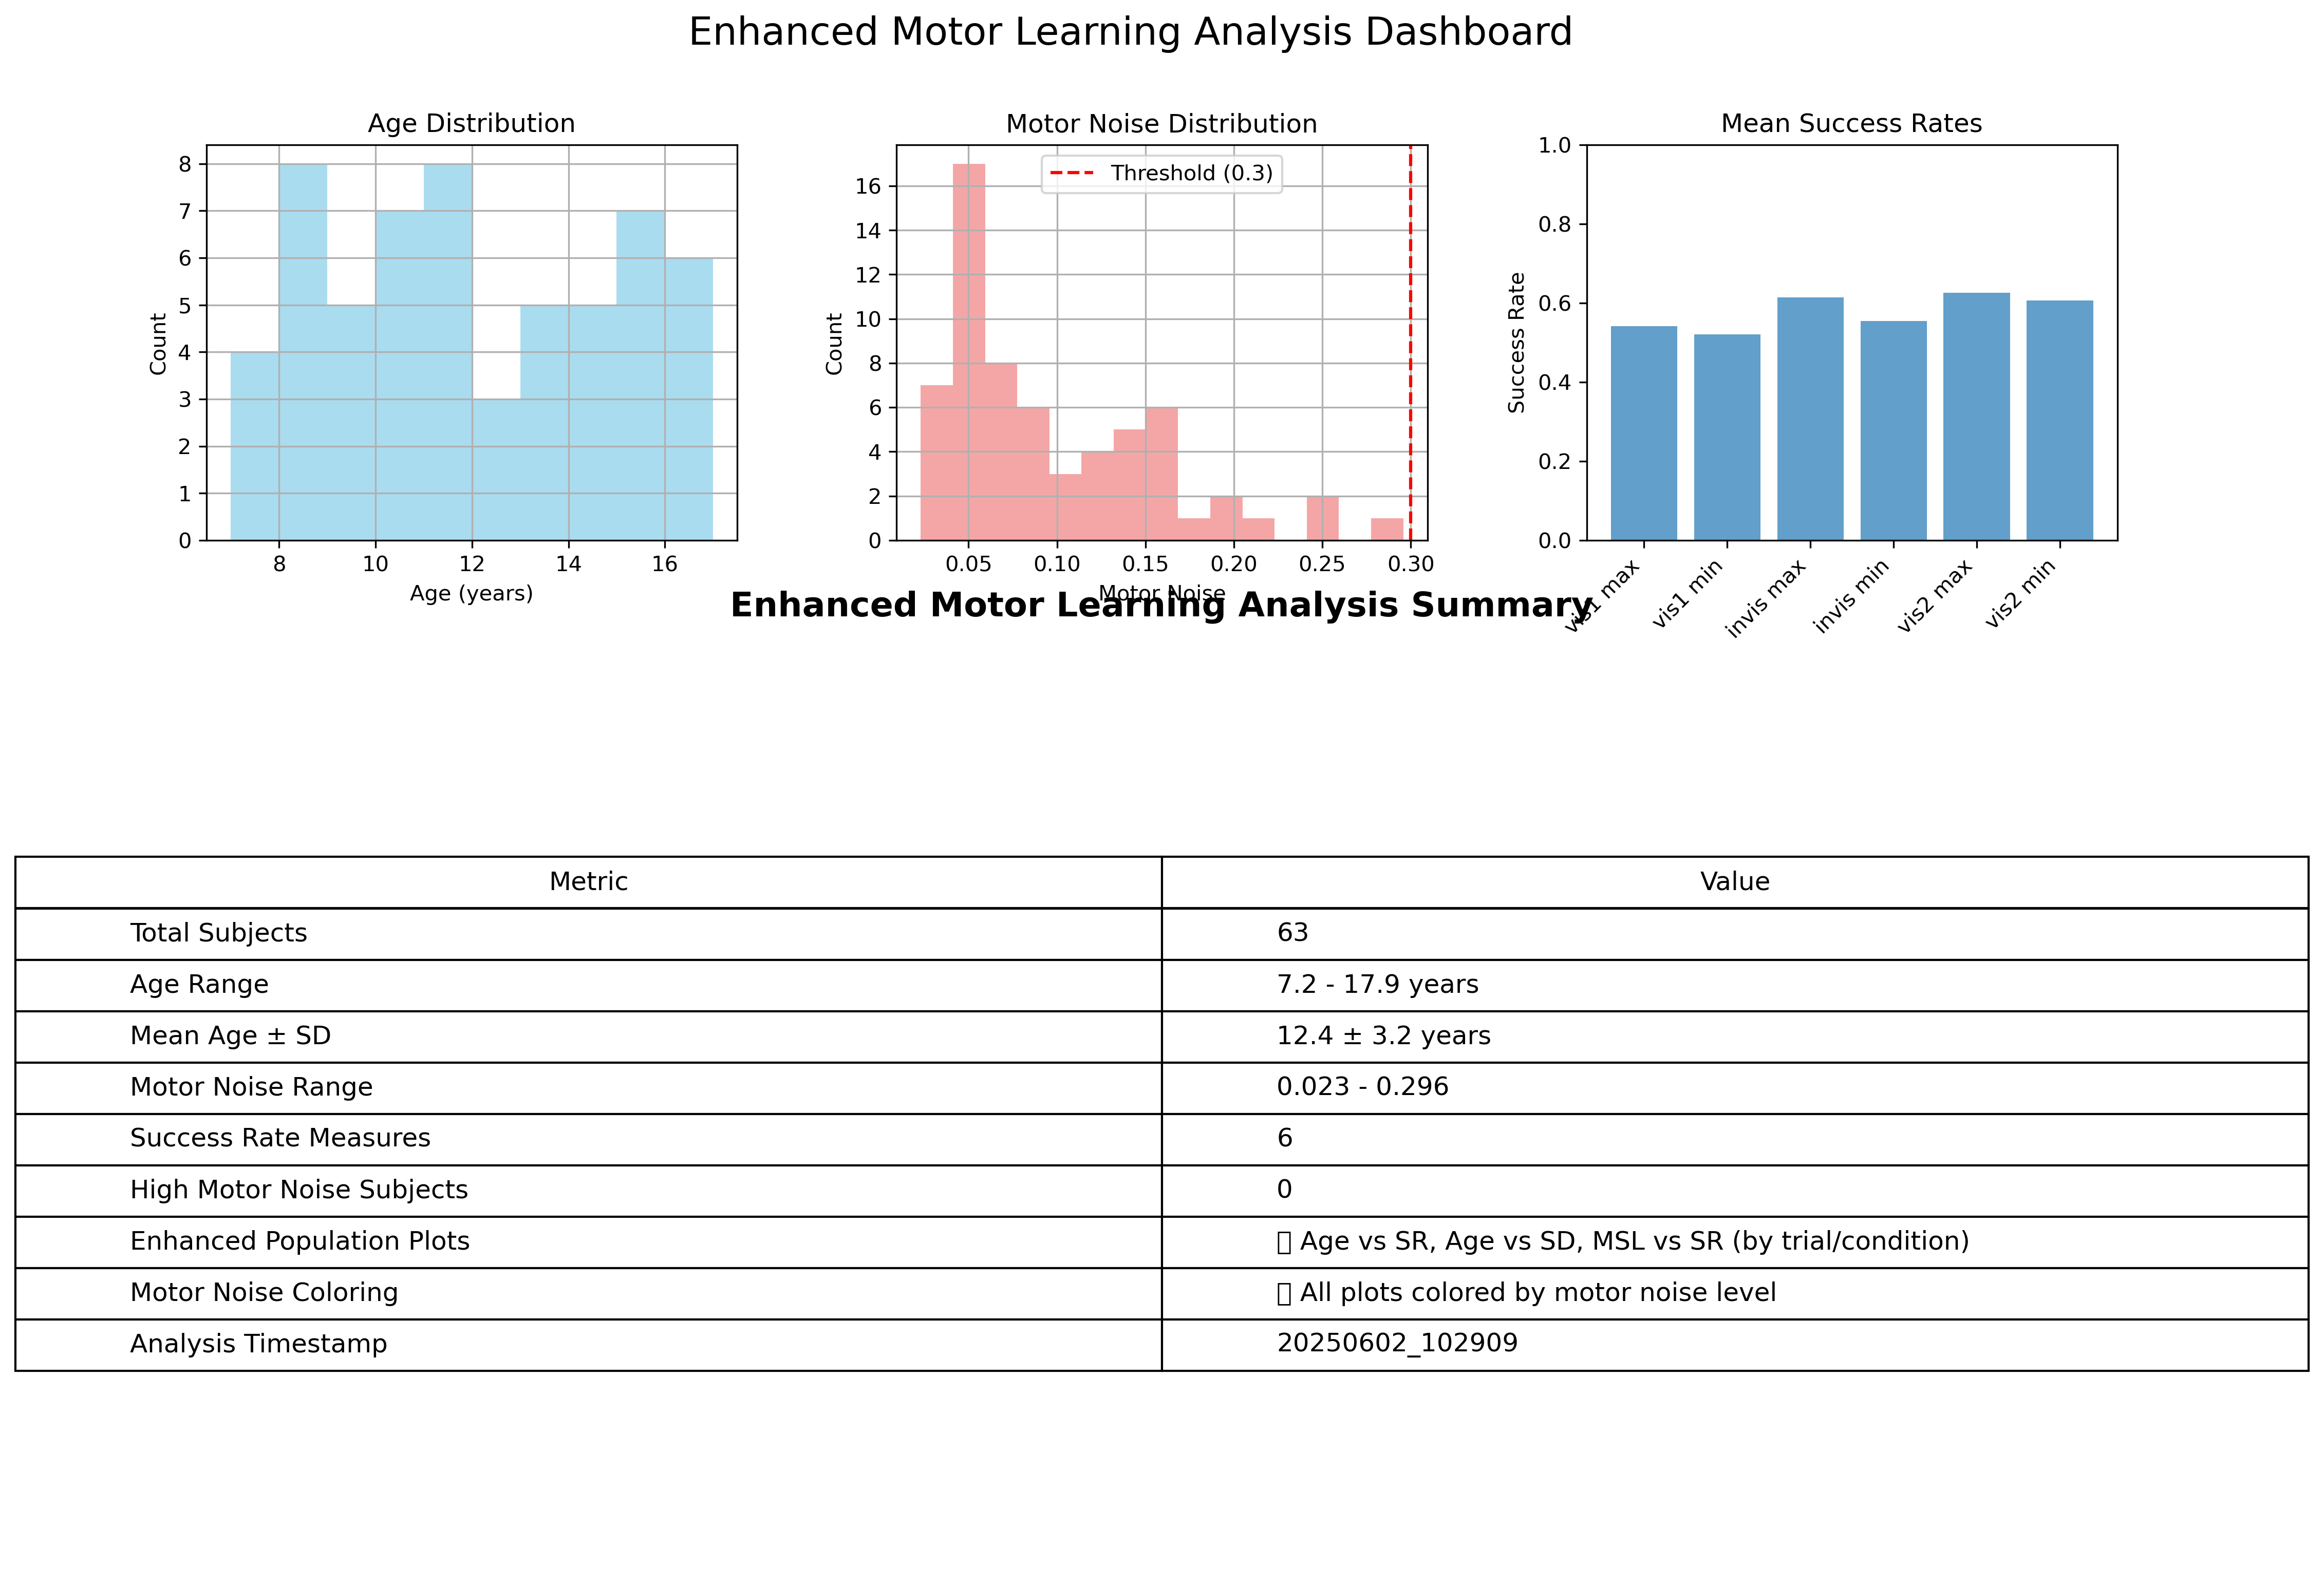 Enhanced Motor Learning Analysis Dashboard
Age Distribution
8
7
6
5
4
3
2
1
0
Count
8 10 12 14 16
Age (years)
Motor Noise Distribution
Threshold (0.3)
16
14
12
10
8
6
4
2
0
Count
0.05 0.10 0.15 0.20 0.25 0.30
Motor Noise
Mean Success Rates
1.0
0.8
0.6
0.4
0.2
0.0
Success Rate
vis1 max
vis1 min
invis max
invis min
vis2 max
vis2 min
Enhanced Motor Learning Analysis Summary
Metric Value
Total Subjects 63
Age Range 7.2 - 17.9 years
Mean Age ± SD 12.4 ± 3.2 years
Motor Noise Range 0.023 - 0.296
Success Rate Measures 6
High Motor Noise Subjects 0
Enhanced Population Plots Age vs SR, Age vs SD, MSL vs SR (by trial/condition)
Motor Noise Coloring All plots colored by motor noise level
Analysis Timestamp 20250602_102909